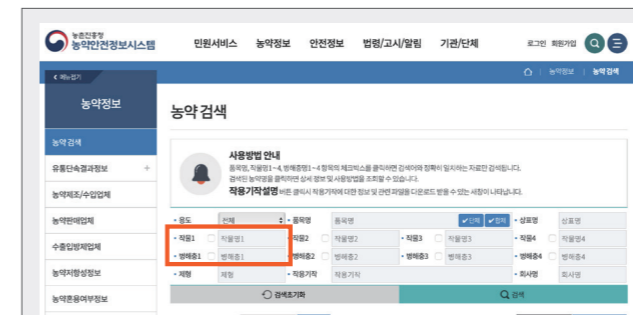 농촌진흥청
농약안전정보시스템
민원서비스 농약정보 안전정보 법령/고시/알림 기관/단체
로그인 회원가입
< 메뉴접기
농약정보 농약 검색
농약정보
농약 검색
농약검색
유통단속결과정보 +
농약제조/수입업체
농약판매업체
수출입방제업체
농약저항성정보
농약혼용여부정보
사용방법 안내
품목명, 작물명1~4, 병해충명1~4 항목의 체크박스를 클릭하면 검색어와 정확히 일치하는 자료만 검색됩니다.
검색된 농약명을 클릭하면 상세 정보 및 사용방법을 조회할 수 있습니다.
작용기작설명 버튼 클릭시 작용기작에 대한 정보 및 관련 파일을 다운로드 받을 수 있는 새창이 나타납니다.
• 용도 전체 • 품목명 품목명 • 상표명 상표명
• 작물1 작물명1 • 작물2 작물명2 • 작물3 작물명3 • 작물4 작물명4
• 병해충1 병해충1 • 병해충2 병해충2 • 병해충3 병해충3 • 병해충4 병해충4
• 제형 제형 • 작용기작 작용기작 • 회사명 회사명
검색초기화 검색